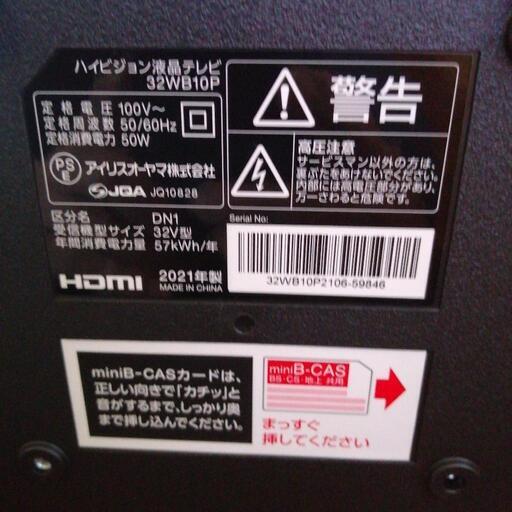 ハイビジョン液晶テレビ
32WB10P
定格電圧 100V～
定格周波数 50/60Hz
定格消費電力 50W
PS
E
アイリスオーヤマ株式会社
JQA JQ10828
区分名 DN1
受信機型サイズ 32V型
年間消費電力量 57kWh/年
HDMI
2021年製
MADE IN CHINA
警告
高圧注意
サービスマン以外の方は、
裏ぶたをあけないでください。
内部には高電圧部分があり、
万一さわると危険です。
Serial No:
32WB10P2106-59846
miniB-CASカードは、
正しい向きで「カチッ」と
音がするまで、しっかり奥
まで挿し込んでください。
miniB-CAS
BS・CS・地上 共用
まっすぐ
挿してください